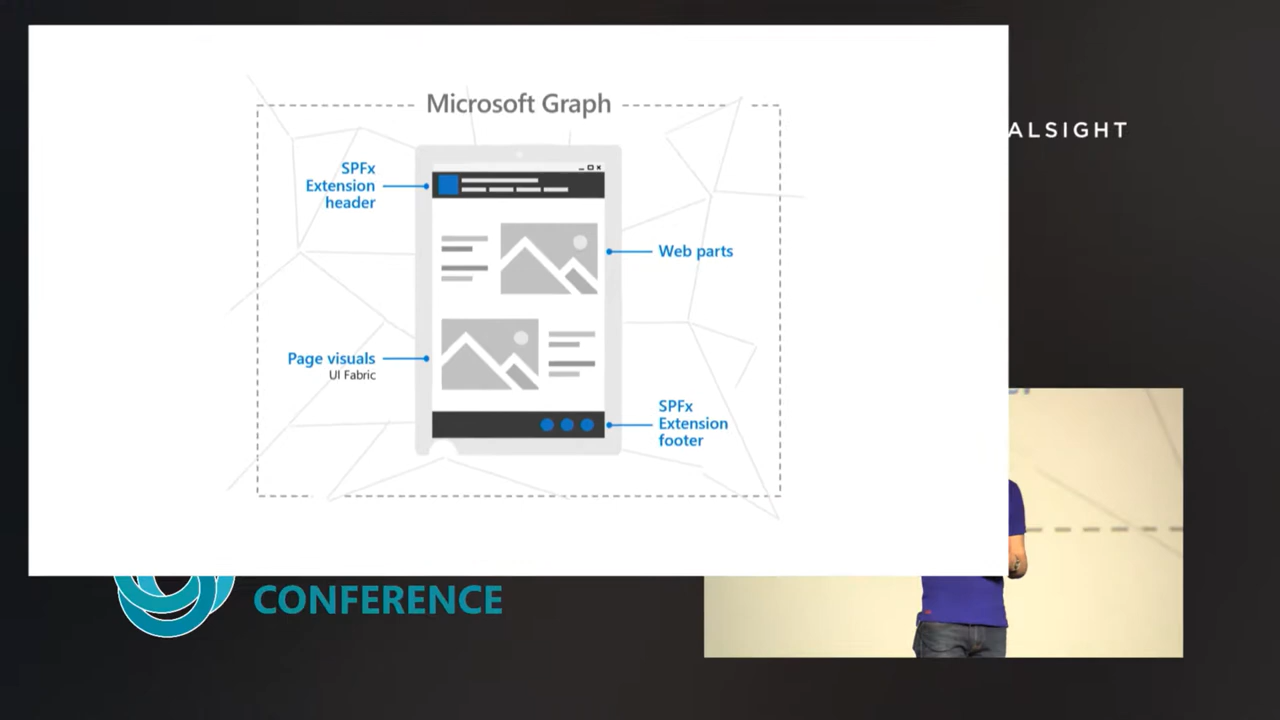 Microsoft Graph
SPFx
Extension
header
Web parts
Page visuals
UI Fabric
SPFx
Extension
footer
ALSIGHT
CONFERENCE